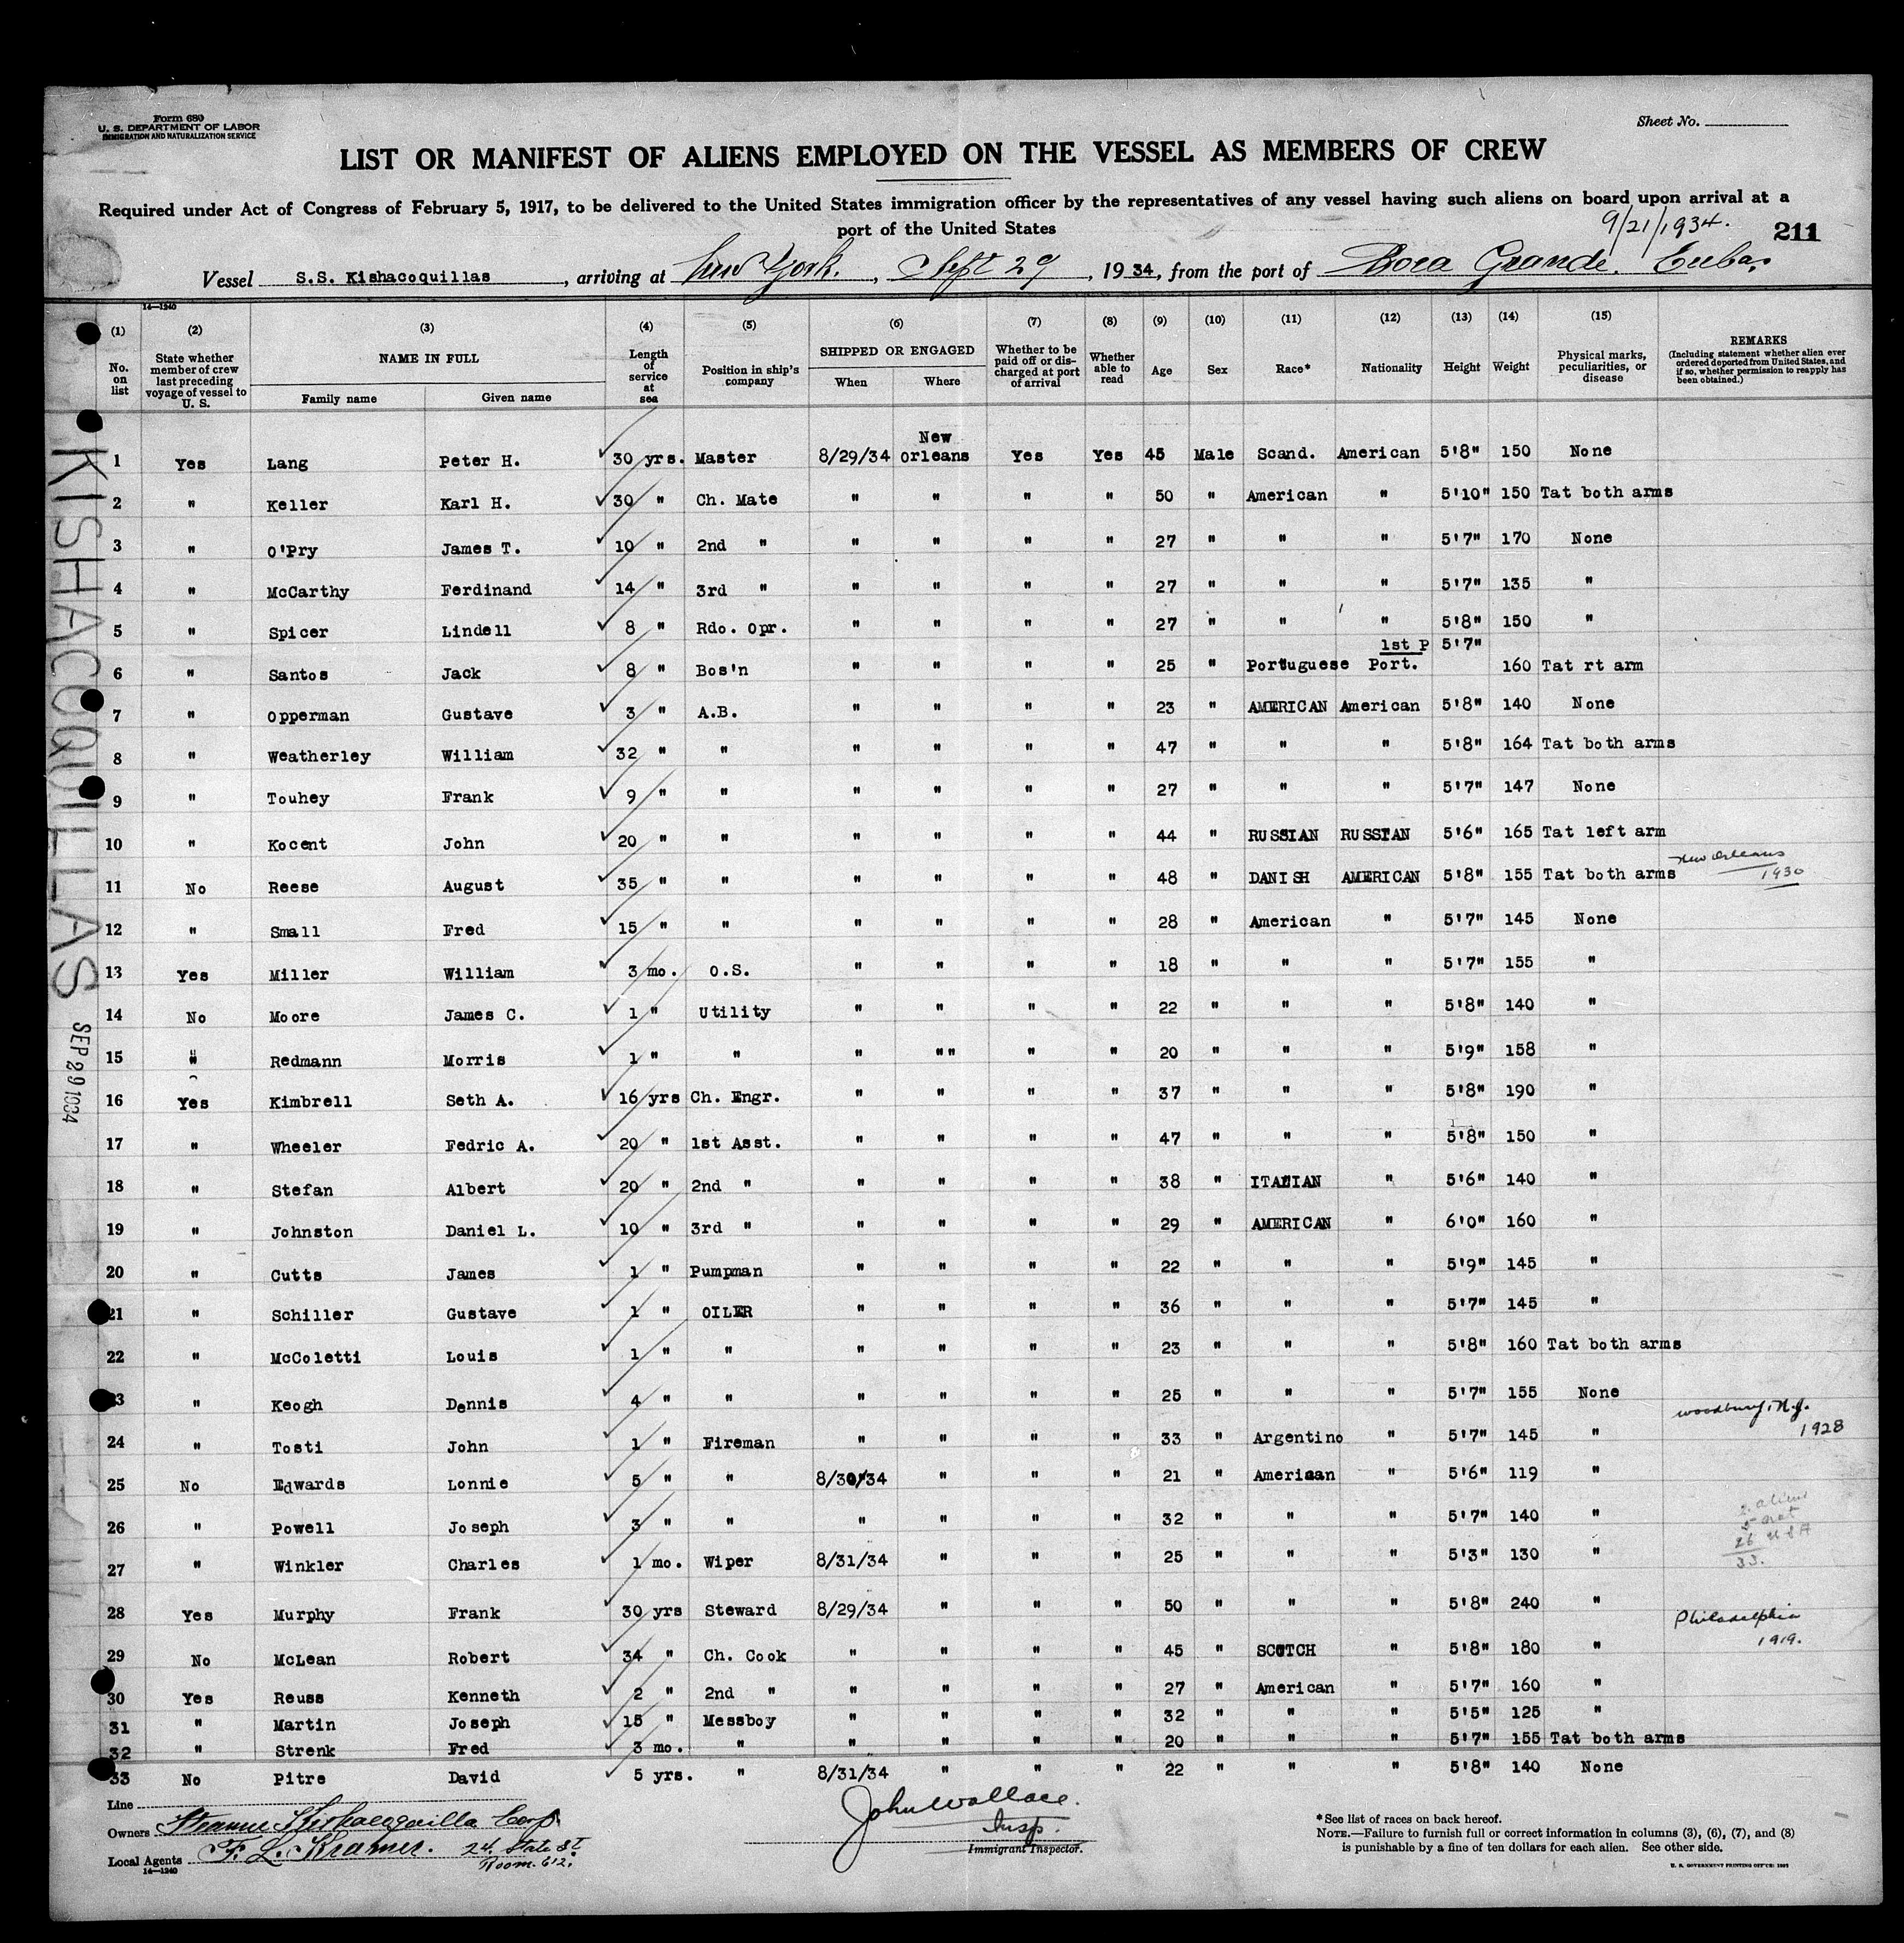 Form 680
U. S. DEPARTMENT OF LABOR
IMMIGRATION AND NATURALIZATION SERVICE
Sheet No.
LIST OR MANIFEST OF ALIENS EMPLOYED ON THE VESSEL AS MEMBERS OF CREW
Required under Act of Congress of February 5, 1917, to be delivered to the United States immigration officer by the representatives of any vessel having such aliens on board upon arrival at a
port of the United States
9/21/1934.
211
Vessel S.S. Kishacoquillas, arriving at New York., Sept 29, 1934, from the port of Boca Grande. Cuba,
14—1240
(1) (2) (3) (4) (5) (6) (7) (8) (9) (10) (11) (12) (13) (14) (15)
No. on list
State whether member of crew last preceding voyage of vessel to U. S.
NAME IN FULL
Family name Given name
Length of service at sea
Position in ship's company
SHIPPED OR ENGAGED
When Where
Whether to be paid off or discharged at port of arrival
Whether able to read
Age Sex Race* Nationality Height Weight
Physical marks, peculiarities, or disease
REMARKS
(Including statement whether alien ever ordered deported from United States, and if so, whether permission to reapply has been obtained.)
1 Yes Lang Peter H. 30 yrs. Master 8/29/34 New Orleans Yes Yes 45 Male Scand. American 5'8" 150 None
2 " Keller Karl H. 30 " Ch. Mate " " " " 50 " American " 5'10" 150 Tat both arms
3 " O'Pry James T. 10 " 2nd " " " " " 27 " " " 5'7" 170 None
4 " McCarthy Ferdinand 14 " 3rd " " " " " 27 " " " 5'7" 135 "
5 " Spicer Lindell 8 " Rdo. Opr. " " " " 27 " " " 5'8" 150 "
6 " Santos Jack 8 " Bos'n " " " " 25 " Portuguese 1st P Port. 5'7" 160 Tat rt arm
7 " Opperman Gustave 3 " A.B. " " " " 23 " AMERICAN American 5'8" 140 None
8 " Weatherley William 32 " " " " " " 47 " " " 5'8" 164 Tat both arms
9 " Touhey Frank 9 " " " " " " 27 " " " 5'7" 147 None
10 " Kocent John 20 " " " " " " 44 " RUSSIAN RUSSIAN 5'6" 165 Tat left arm
11 No Reese August 35 " " " " " " 48 " DANISH AMERICAN 5'8" 155 Tat both arms New Orleans 1930
12 " Small Fred 15 " " " " " " 28 " American " 5'7" 145 None
13 Yes Miller William 3 mo. O.S. " " " " 18 " " " 5'7" 155 "
14 No Moore James C. 1 " Utility " " " " 22 " " " 5'8" 140 "
15 " Redmann Morris 1 " " " "" " " 20 " " " 5'9" 158 "
16 Yes Kimbrell Seth A. 16 yrs Ch. Engr. " " " " 37 " " " 5'8" 190 "
17 " Wheeler Fedric A. 20 " 1st Asst. " " " " 47 " " " 5'8" 150 "
18 " Stefan Albert 20 " 2nd " " " " " 38 " ITALIAN " 5'6" 140 "
19 " Johnston Daniel L. 10 " 3rd " " " " " 29 " AMERICAN " 6'0" 160 "
20 " Cutts James 1 " Pumpman " " " " 22 " " " 5'9" 145 "
21 " Schiller Gustave 1 " OILER " " " " 36 " " " 5'7" 145 "
22 " McColetti Louis 1 " " " " " " 23 " " " 5'8" 160 Tat both arms
23 " Keogh Dennis 4 " " " " " " 25 " " " 5'7" 155 None
24 " Tosti John 1 " Fireman " " " " 33 " Argentino " 5'7" 145 " Woodbury, N.J. 1928
25 No Edwards Lonnie 5 " " 8/30/34 " " " 21 " American " 5'6" 119 "
26 " Powell Joseph 3 " " " " " " 32 " " " 5'7" 140 "
2 aliens
5 nat
26 USA
33.
27 " Winkler Charles 1 mo. Wiper 8/31/34 " " " 25 " " " 5'3" 130 "
28 Yes Murphy Frank 30 yrs Steward 8/29/34 " " " 50 " " " 5'8" 240 "
29 No McLean Robert 34 " Ch. Cook " " " " 45 " SCOTCH " 5'8" 180 " Philadelphia 1919.
30 Yes Reuss Kenneth 2 " 2nd " " " " " 27 " American " 5'7" 160 "
31 " Martin Joseph 15 " Messboy " " " " 32 " " " 5'5" 125 "
32 " Strenk Fred 3 mo. " " " " " 20 " " " 5'7" 155 Tat both arms
33 No Pitre David 5 yrs. " 8/31/34 " " " 22 " " " 5'8" 140 None
KISHACOQUILLAS
SEP 29 1934
Line
Owners Steamer Kishacoquilla Corp.
Local Agents F. L. Kramer. 24 State St
Room. 612.
14—1240
John Wallace.
Insp.
Immigrant Inspector.
*See list of races on back hereof.
NOTE.—Failure to furnish full or correct information in columns (3), (6), (7), and (8)
is punishable by a fine of ten dollars for each alien. See other side.
U. S. GOVERNMENT PRINTING OFFICE: